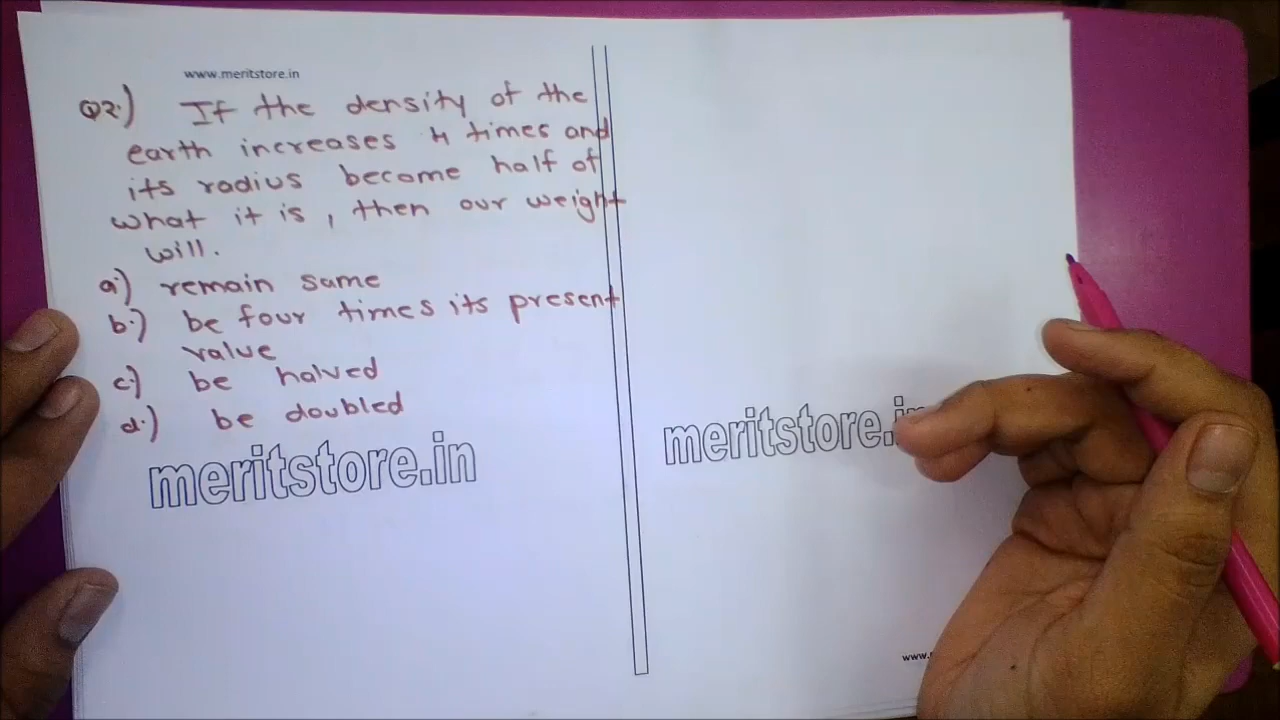 www.meritstore.in
Q2.) If the density of the
earth increases 4 times and
its radius become half of
what it is, then our weight
will.
a.) remain same
b.) be four times its present
value
c.) be halved
d.) be doubled
meritstore.in
meritstore.in
www.